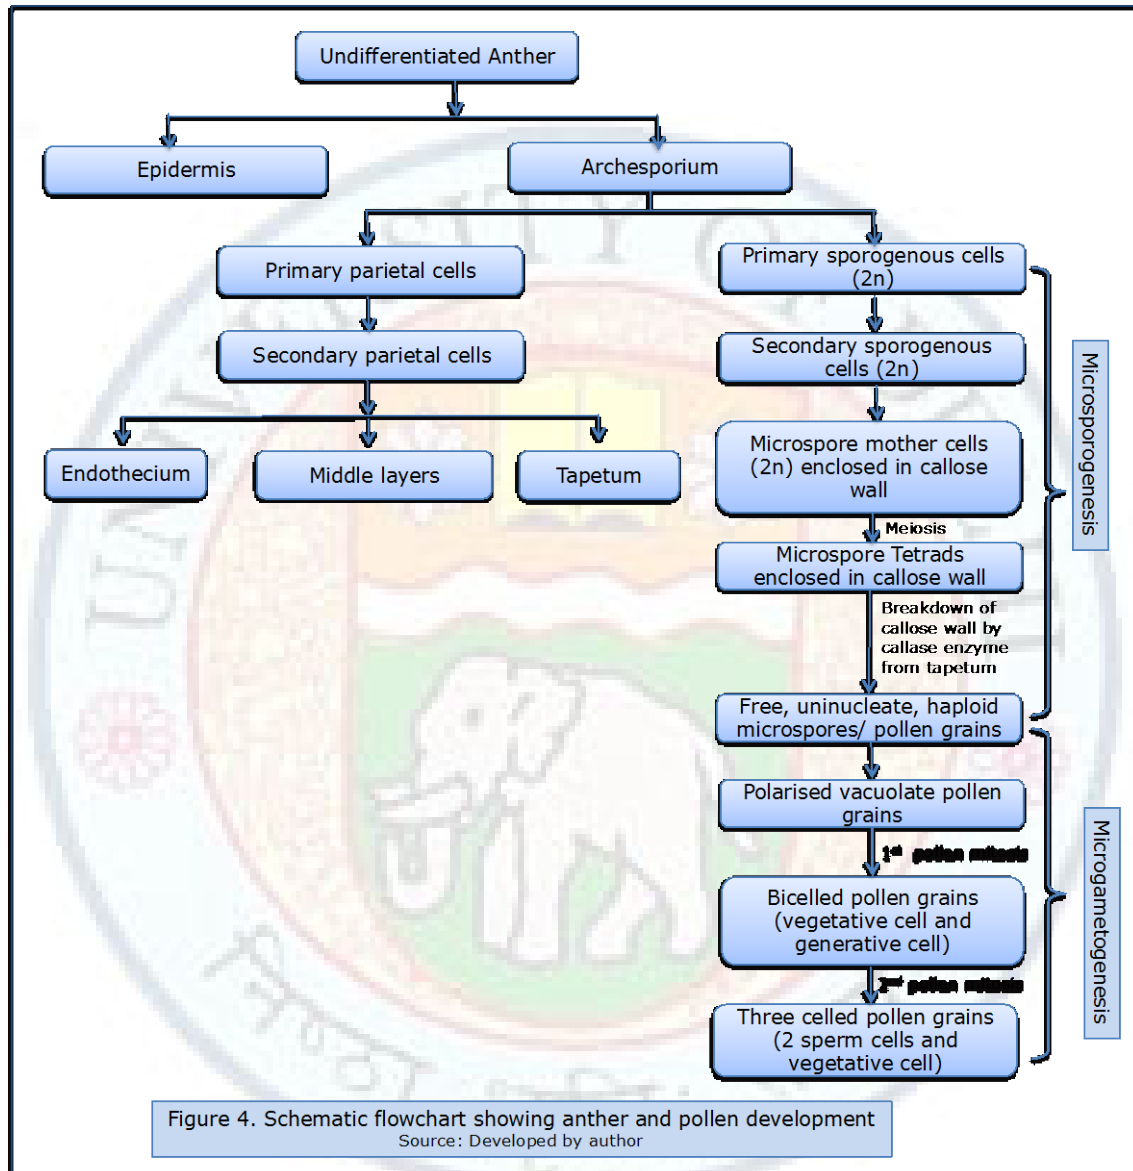 Undifferentiated Anther
Epidermis
Archesporium
Primary parietal cells
Primary sporogenous cells
(2n)
Secondary parietal cells
Secondary sporogenous
cells (2n)
Endothecium
Middle layers
Tapetum
Microspore mother cells
(2n) enclosed in callose
wall
Meiosis
Microspore Tetrads
enclosed in callose wall
Breakdown of
callose wall by
callase enzyme
from tapetum
Microsporogenesis
Free, uninucleate, haploid
microspores/ pollen grains
Polarised vacuolate pollen
grains
1st pollen mitosis
Bicelled pollen grains
(vegetative cell and
generative cell)
2nd pollen mitosis
Three celled pollen grains
(2 sperm cells and
vegetative cell)
Microgametogenesis
Figure 4. Schematic flowchart showing anther and pollen development
Source: Developed by author